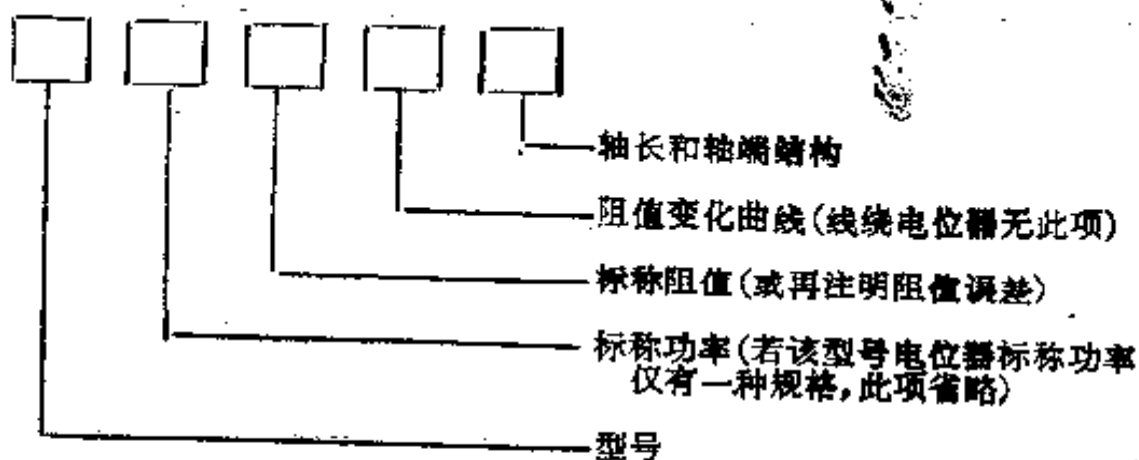 轴长和轴端结构
阻值变化曲线(线绕电位器无此项)
标称阻值(或再注明阻值误差)
标称功率(若该型号电位器标称功率
仅有一种规格,此项省略)
型号